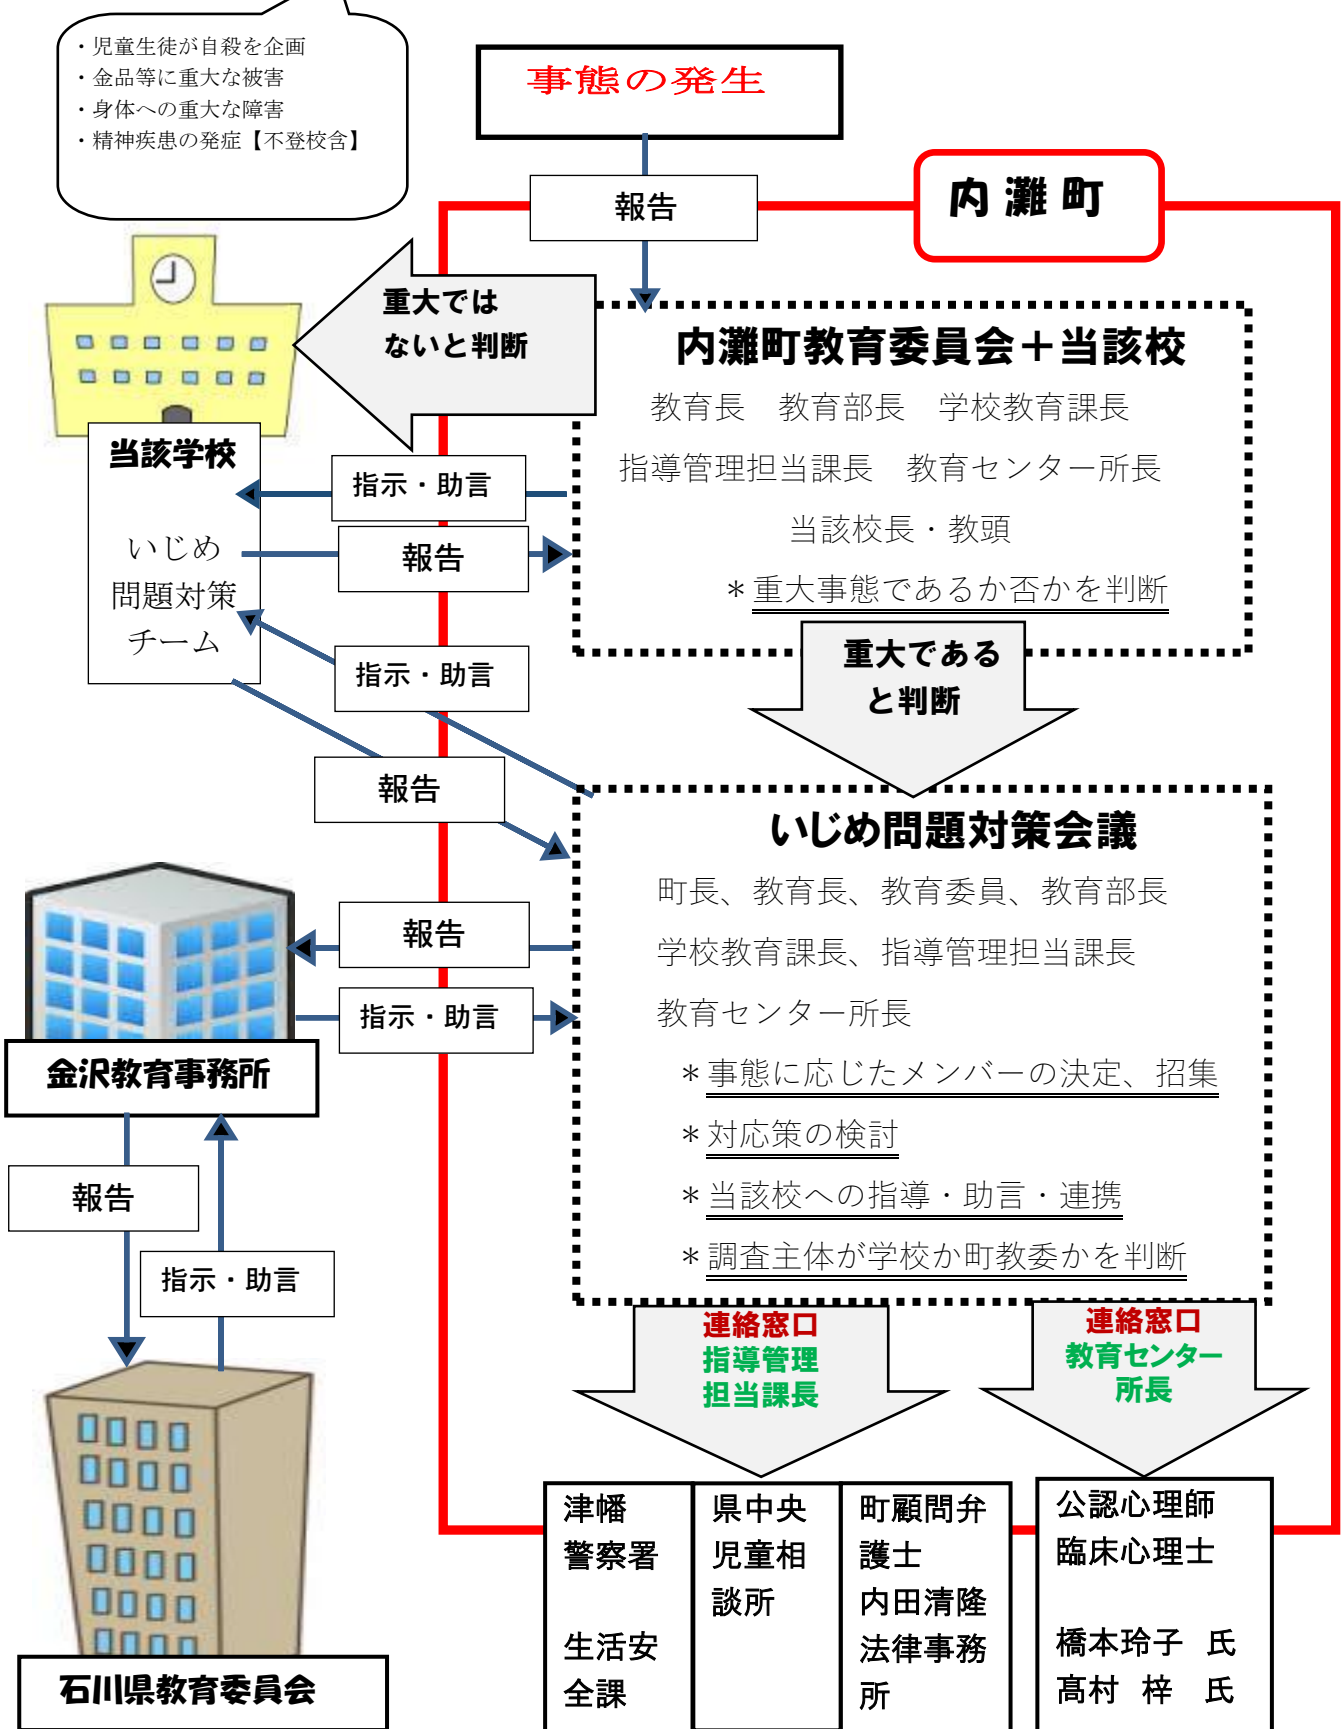 ・児童生徒が自殺を企画
・金品等に重大な被害
・身体への重大な障害
・精神疾患の発症【不登校含】
事態の発生
報告
内灘町
重大では
ないと判断
内灘町教育委員会＋当該校
教育長　教育部長　学校教育課長
指導管理担当課長　教育センター所長
当該校長・教頭
＊重大事態であるか否かを判断
当該学校
いじめ
問題対策
チーム
指示・助言
報告
指示・助言
報告
重大である
と判断
いじめ問題対策会議
町長、教育長、教育委員、教育部長
学校教育課長、指導管理担当課長
教育センター所長
＊事態に応じたメンバーの決定、招集
＊対応策の検討
＊当該校への指導・助言・連携
＊調査主体が学校か町教委かを判断
報告
指示・助言
金沢教育事務所
報告
指示・助言
石川県教育委員会
連絡窓口
指導管理
担当課長
連絡窓口
教育センター
所長
津幡
警察署
生活安
全課
県中央
児童相
談所
町顧問弁
護士
内田清隆
法律事務
所
公認心理師
臨床心理士
橋本玲子　氏
髙村　梓　氏